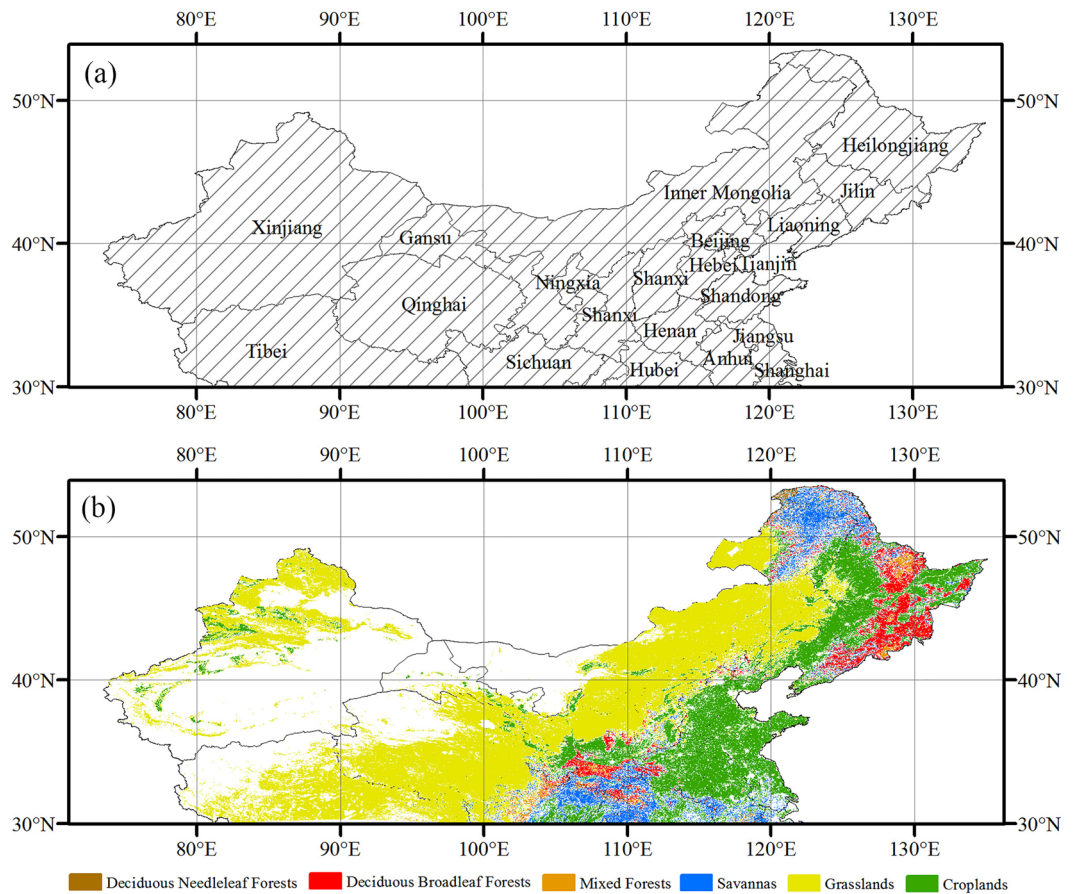 80°E 90°E 100°E 110°E 120°E 130°E
(a)
50°N 50°N
Heilongjiang
Inner Mongolia Jilin
Xinjiang Gansu Liaoning
40°N Beijing 40°N
Hebei Tianjin
Ningxia Shanxi
Qinghai Shandong
Shanxi
Henan Jiangsu
Tibei Sichuan Anhui
Hubei Shanghai
30°N 30°N
80°E 90°E 100°E 110°E 120°E 130°E
80°E 90°E 100°E 110°E 120°E 130°E
(b)
50°N 50°N
40°N 40°N
30°N 30°N
80°E 90°E 100°E 110°E 120°E 130°E
Deciduous Needleleaf Forests Deciduous Broadleaf Forests Mixed Forests Savannas Grasslands Croplands